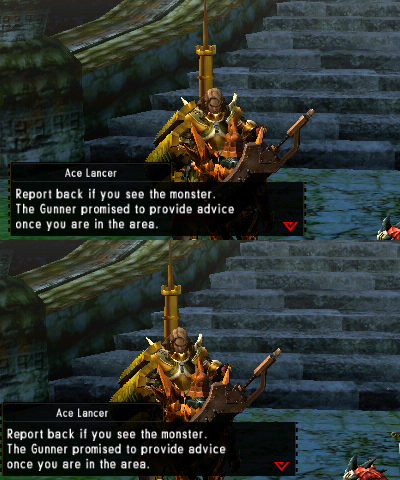 Ace Lancer
Report back if you see the monster.
The Gunner promised to provide advice
once you are in the area.
Ace Lancer
Report back if you see the monster.
The Gunner promised to provide advice
once you are in the area.